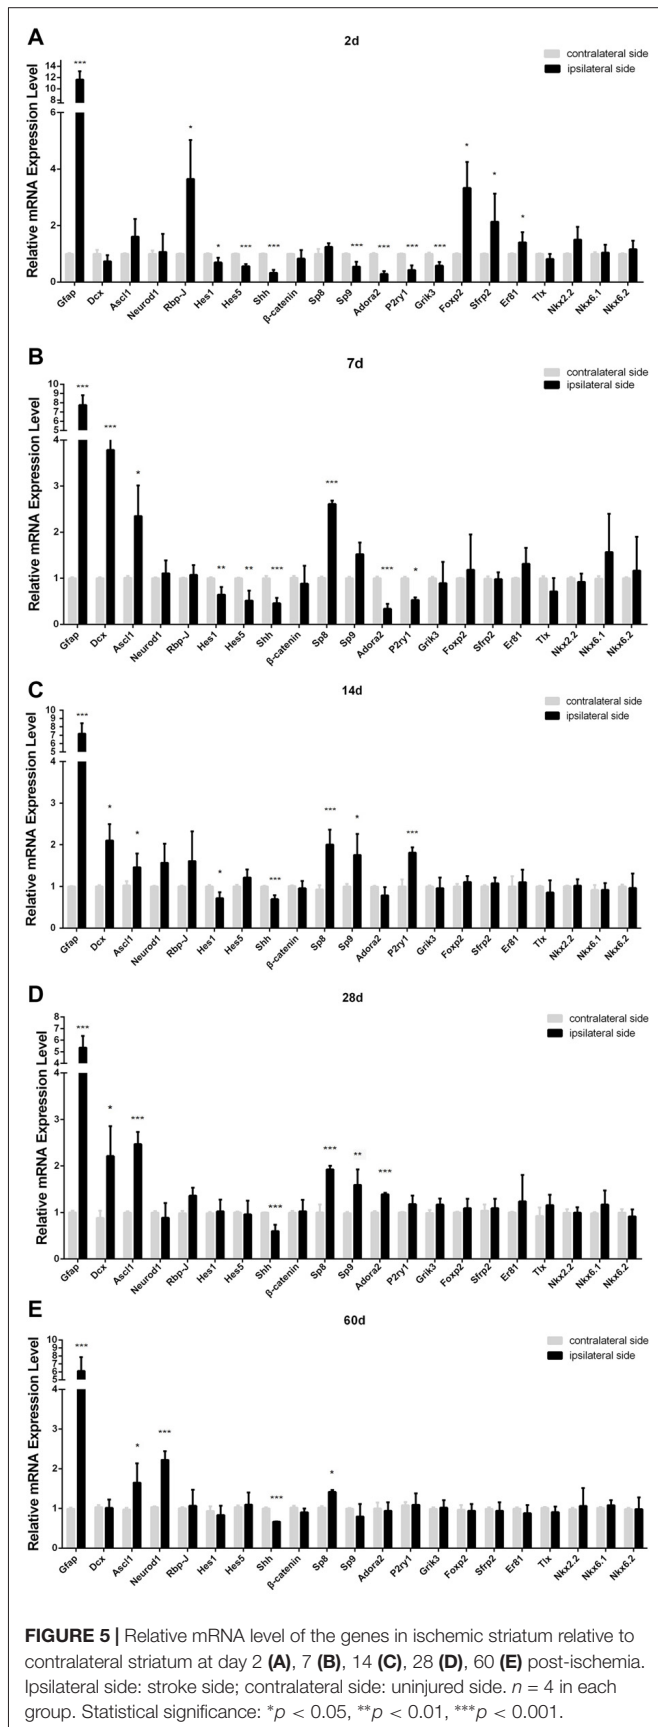 A
2d
contralateral side
ipsilateral side
Relative mRNA Expression Level
14
12
10
8
6
4
2
0
***
*
*
***
***
***
***
***
***
*
*
*
Gfap Dcx Ascl1 Neurod1 Rbp-J Hes1 Hes5 Shh β-catenin Sp8 Sp9 Adora2 P2ry1 Grik3 Foxp2 Sfrp2 Er81 Tlx Nkx2.2 Nkx6.1 Nkx6.2
B
7d
contralateral side
ipsilateral side
Relative mRNA Expression Level
10
9
8
7
6
5
4
3
2
1
0
***
***
*
**
**
***
***
***
*
Gfap Dcx Ascl1 Neurod1 Rbp-J Hes1 Hes5 Shh β-catenin Sp8 Sp9 Adora2 P2ry1 Grik3 Foxp2 Sfrp2 Er81 Tlx Nkx2.2 Nkx6.1 Nkx6.2
C
14d
contralateral side
ipsilateral side
Relative mRNA Expression Level
9
8
7
6
5
4
3
2
1
0
***
*
*
*
***
***
*
***
Gfap Dcx Ascl1 Neurod1 Rbp-J Hes1 Hes5 Shh β-catenin Sp8 Sp9 Adora2 P2ry1 Grik3 Foxp2 Sfrp2 Er81 Tlx Nkx2.2 Nkx6.1 Nkx6.2
D
28d
contralateral side
ipsilateral side
Relative mRNA Expression Level
8
7
6
5
4
4
3
2
1
0
***
*
***
***
***
**
***
Gfap Dcx Ascl1 Neurod1 Rbp-J Hes1 Hes5 Shh β-catenin Sp8 Sp9 Adora2 P2ry1 Grik3 Foxp2 Sfrp2 Er81 Tlx Nkx2.2 Nkx6.1 Nkx6.2
E
60d
contralateral side
ipsilateral side
Relative mRNA Expression Level
10
9
8
7
6
5
4
3
2
1
0
***
*
***
***
*
Gfap Dcx Ascl1 Neurod1 Rbp-J Hes1 Hes5 Shh β-catenin Sp8 Sp9 Adora2 P2ry1 Grik3 Foxp2 Sfrp2 Er81 Tlx Nkx2.2 Nkx6.1 Nkx6.2
FIGURE 5 | Relative mRNA level of the genes in ischemic striatum relative to
contralateral striatum at day 2 (A), 7 (B), 14 (C), 28 (D), 60 (E) post-ischemia.
Ipsilateral side: stroke side; contralateral side: uninjured side. n = 4 in each
group. Statistical significance: *p < 0.05, **p < 0.01, ***p < 0.001.